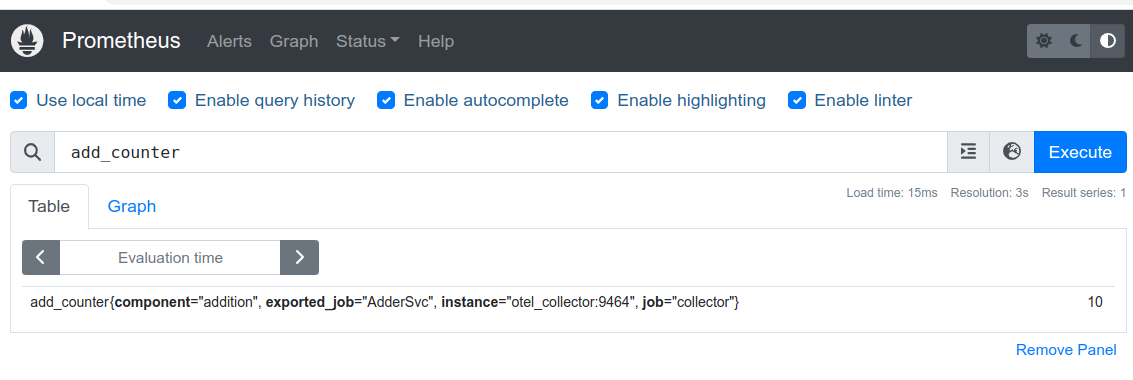 Prometheus Alerts Graph Status Help
Use local time Enable query history Enable autocomplete Enable highlighting Enable linter
add_counter Execute
Load time: 15ms Resolution: 3s Result series: 1
Table Graph
Evaluation time
add_counter{component="addition", exported_job="AdderSvc", instance="otel_collector:9464", job="collector"} 10
Remove Panel